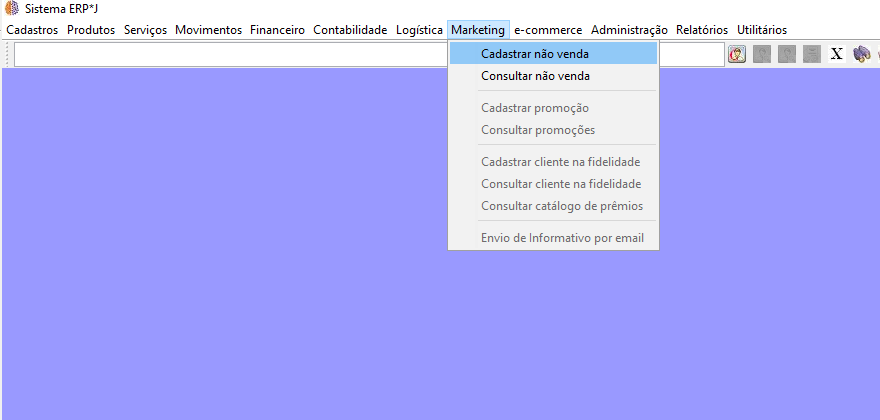 Sistema ERP*J
Cadastros Produtos Serviços Movimentos Financeiro Contabilidade Logística Marketing e-commerce Administração Relatórios Utilitários
X
Cadastrar não venda
Consultar não venda
Cadastrar promoção
Consultar promoções
Cadastrar cliente na fidelidade
Consultar cliente na fidelidade
Consultar catálogo de prêmios
Envio de Informativo por email